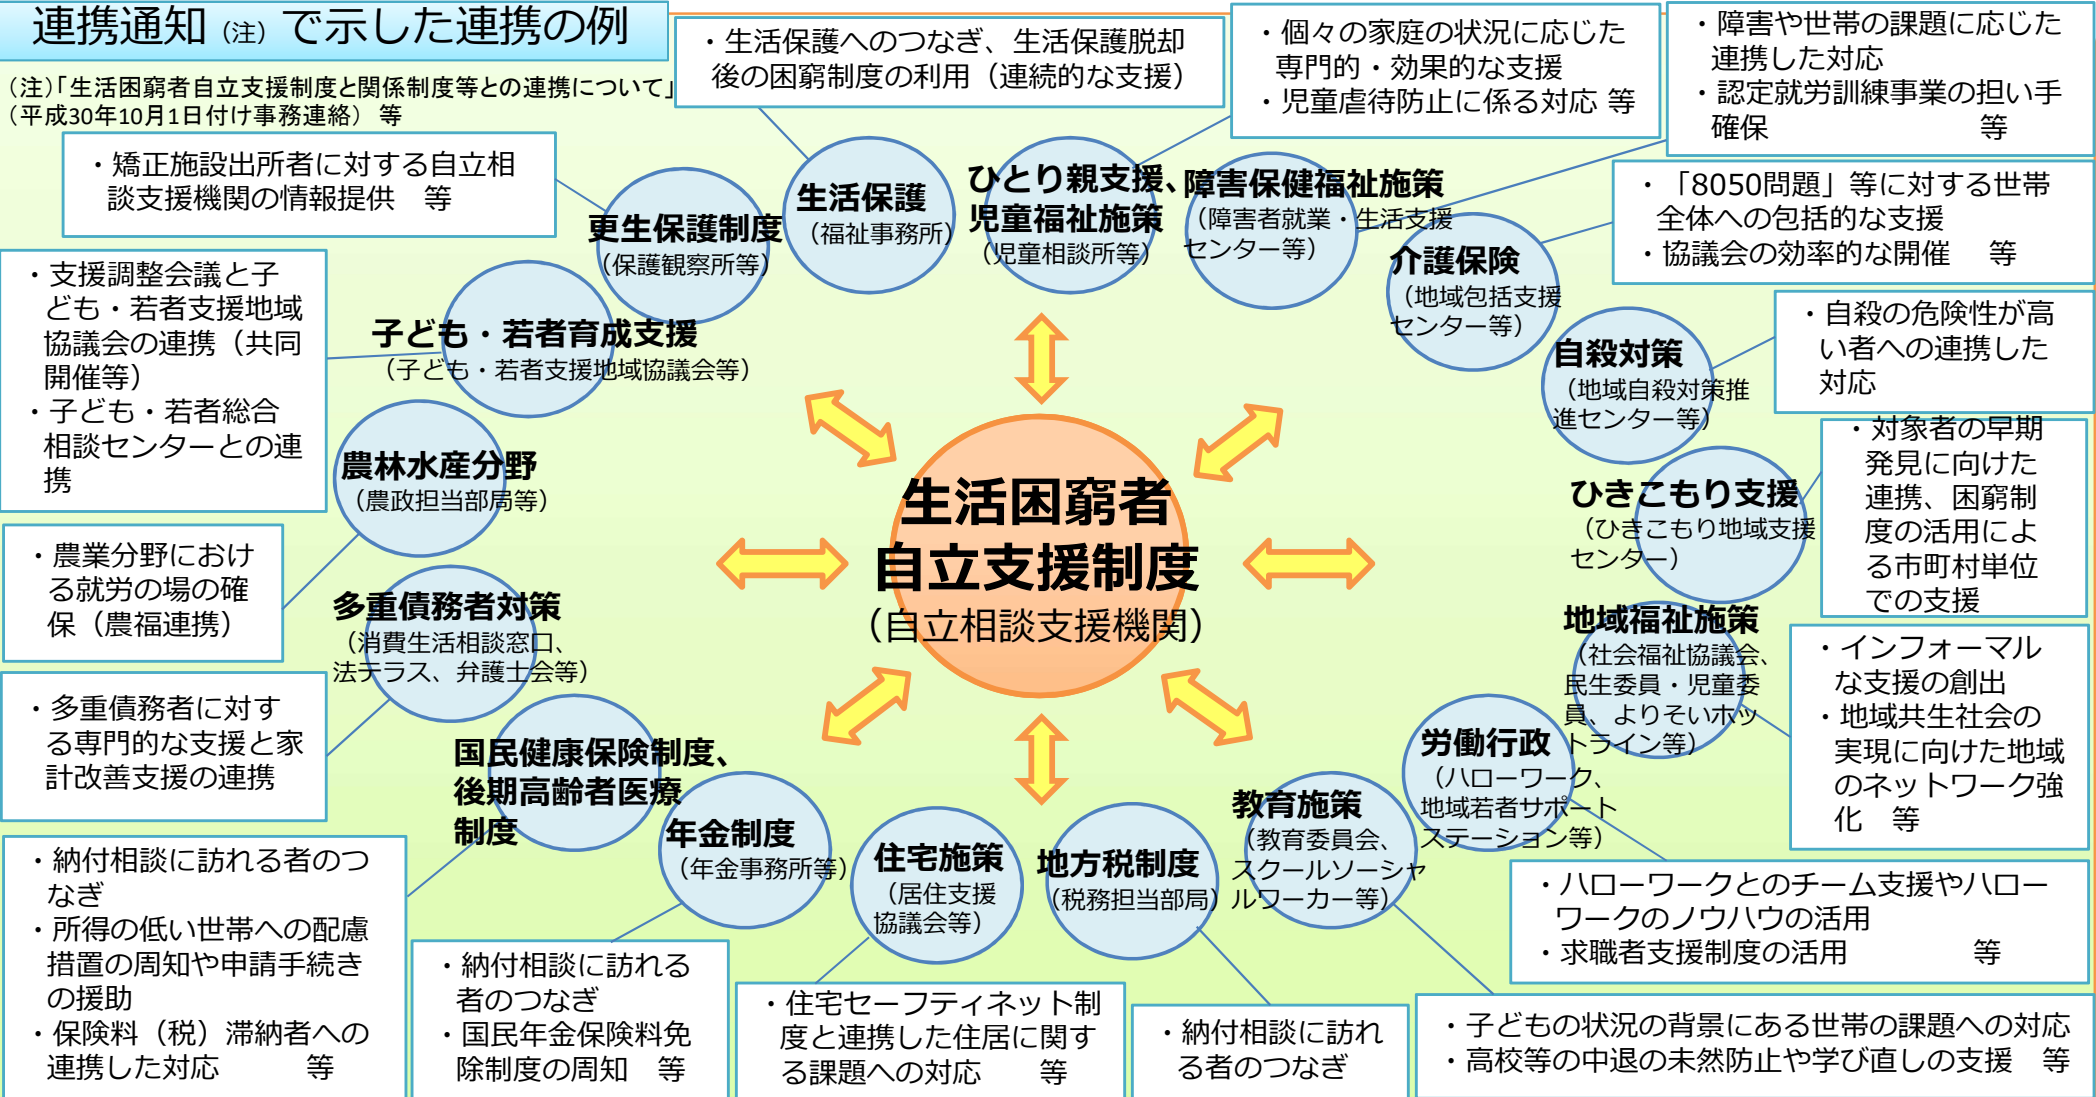 連携通知（注）で示した連携の例
（注）「生活困窮者自立支援制度と関係制度等との連携について」
（平成30年10月1日付け事務連絡） 等
・生活保護へのつなぎ、生活保護脱却
後の困窮制度の利用（連続的な支援）
・個々の家庭の状況に応じた
専門的・効果的な支援
・児童虐待防止に係る対応 等
・障害や世帯の課題に応じた
連携した対応
・認定就労訓練事業の担い手
確保 等
・矯正施設出所者に対する自立相
談支援機関の情報提供 等
・「8050問題」等に対する世帯
全体への包括的な支援
・協議会の効率的な開催 等
更生保護制度
（保護観察所等）
生活保護
（福祉事務所）
ひとり親支援、
児童福祉施策
（児童相談所等）
障害保健福祉施策
（障害者就業・生活支援
センター等）
介護保険
（地域包括支援
センター等）
・支援調整会議と子
ども・若者支援地域
協議会の連携（共同
開催等）
・子ども・若者総合
相談センターとの連
携
子ども・若者育成支援
（子ども・若者支援地域協議会等）
自殺対策
（地域自殺対策推
進センター等）
・自殺の危険性が高
い者への連携した
対応
農林水産分野
（農政担当部局等）
生活困窮者
自立支援制度
（自立相談支援機関）
ひきこもり支援
（ひきこもり地域支援
センター）
・対象者の早期
発見に向けた
連携、困窮制
度の活用によ
る市町村単位
での支援
・農業分野におけ
る就労の場の確
保（農福連携）
多重債務者対策
（消費生活相談窓口、
法テラス、弁護士会等）
地域福祉施策
（社会福祉協議会、
民生委員・児童委
員、よりそいホッ
トライン等）
・インフォーマル
な支援の創出
・地域共生社会の
実現に向けた地域
のネットワーク強
化 等
・多重債務者に対す
る専門的な支援と家
計改善支援の連携
国民健康保険制度、
後期高齢者医療
制度
年金制度
（年金事務所等）
住宅施策
（居住支援
協議会等）
地方税制度
（税務担当部局）
教育施策
（教育委員会、
スクールソーシャ
ルワーカー等）
労働行政
（ハローワーク、
地域若者サポート
ステーション等）
・納付相談に訪れる者のつ
なぎ
・所得の低い世帯への配慮
措置の周知や申請手続き
の援助
・保険料（税）滞納者への
連携した対応 等
・納付相談に訪れる
者のつなぎ
・国民年金保険料免
除制度の周知 等
・住宅セーフティネット制
度と連携した住居に関す
る課題への対応 等
・納付相談に訪れ
る者のつなぎ
・ハローワークとのチーム支援やハロー
ワークのノウハウの活用
・求職者支援制度の活用 等
・子どもの状況の背景にある世帯の課題への対応
・高校等の中退の未然防止や学び直しの支援 等